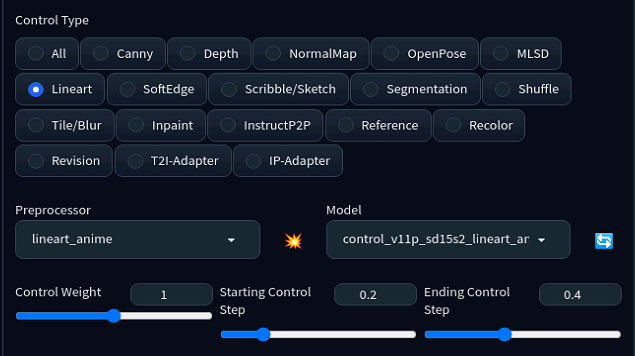 Control Type
All Canny Depth NormalMap OpenPose MLSD
Lineart SoftEdge Scribble/Sketch Segmentation Shuffle
Tile/Blur Inpaint InstructP2P Reference Recolor
Revision T2I-Adapter IP-Adapter
Preprocessor Model
lineart_anime control_v11p_sd15s2_lineart_ar
Control Weight 1 Starting Control Step 0.2 Ending Control Step 0.4